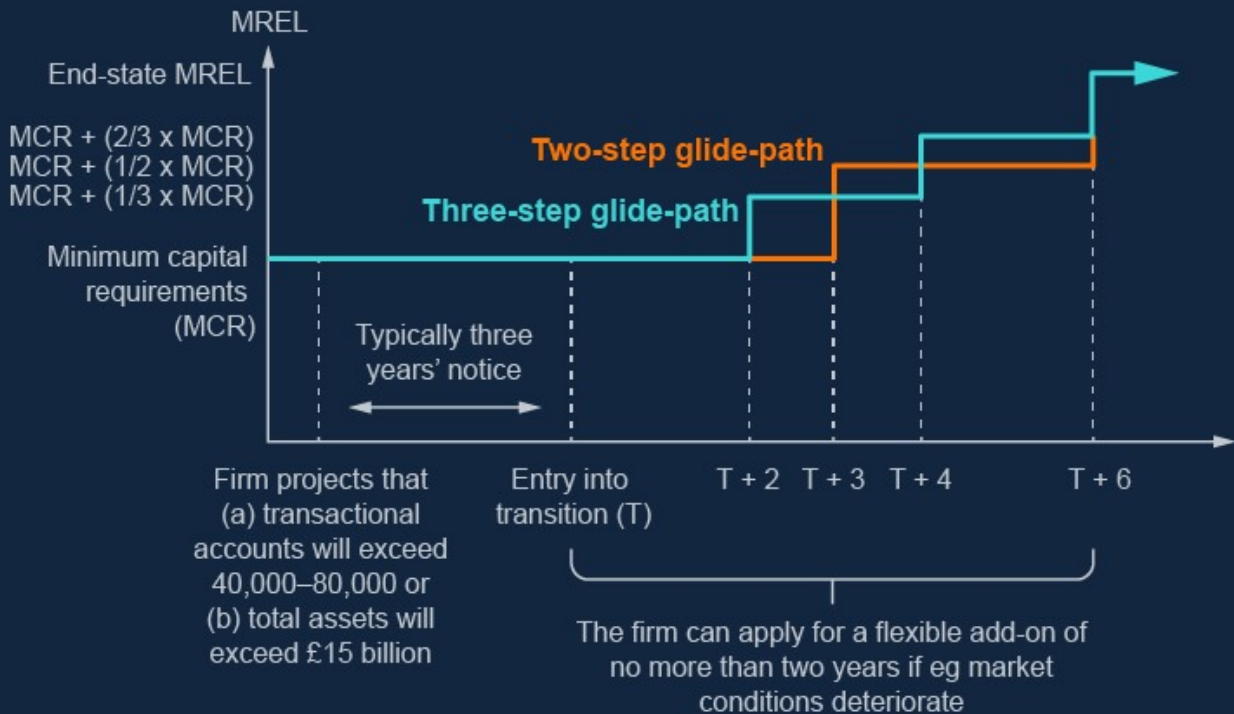 MREL
End-state MREL
MCR + (2/3 x MCR)
MCR + (1/2 x MCR)
MCR + (1/3 x MCR)
Two-step glide-path
Three-step glide-path
Minimum capital
requirements
(MCR)
Typically three
years’ notice
Firm projects that
(a) transactional
accounts will exceed
40,000–80,000 or
(b) total assets will
exceed £15 billion
Entry into
transition (T)
T + 2
T + 3
T + 4
T + 6
The firm can apply for a flexible add-on of
no more than two years if eg market
conditions deteriorate